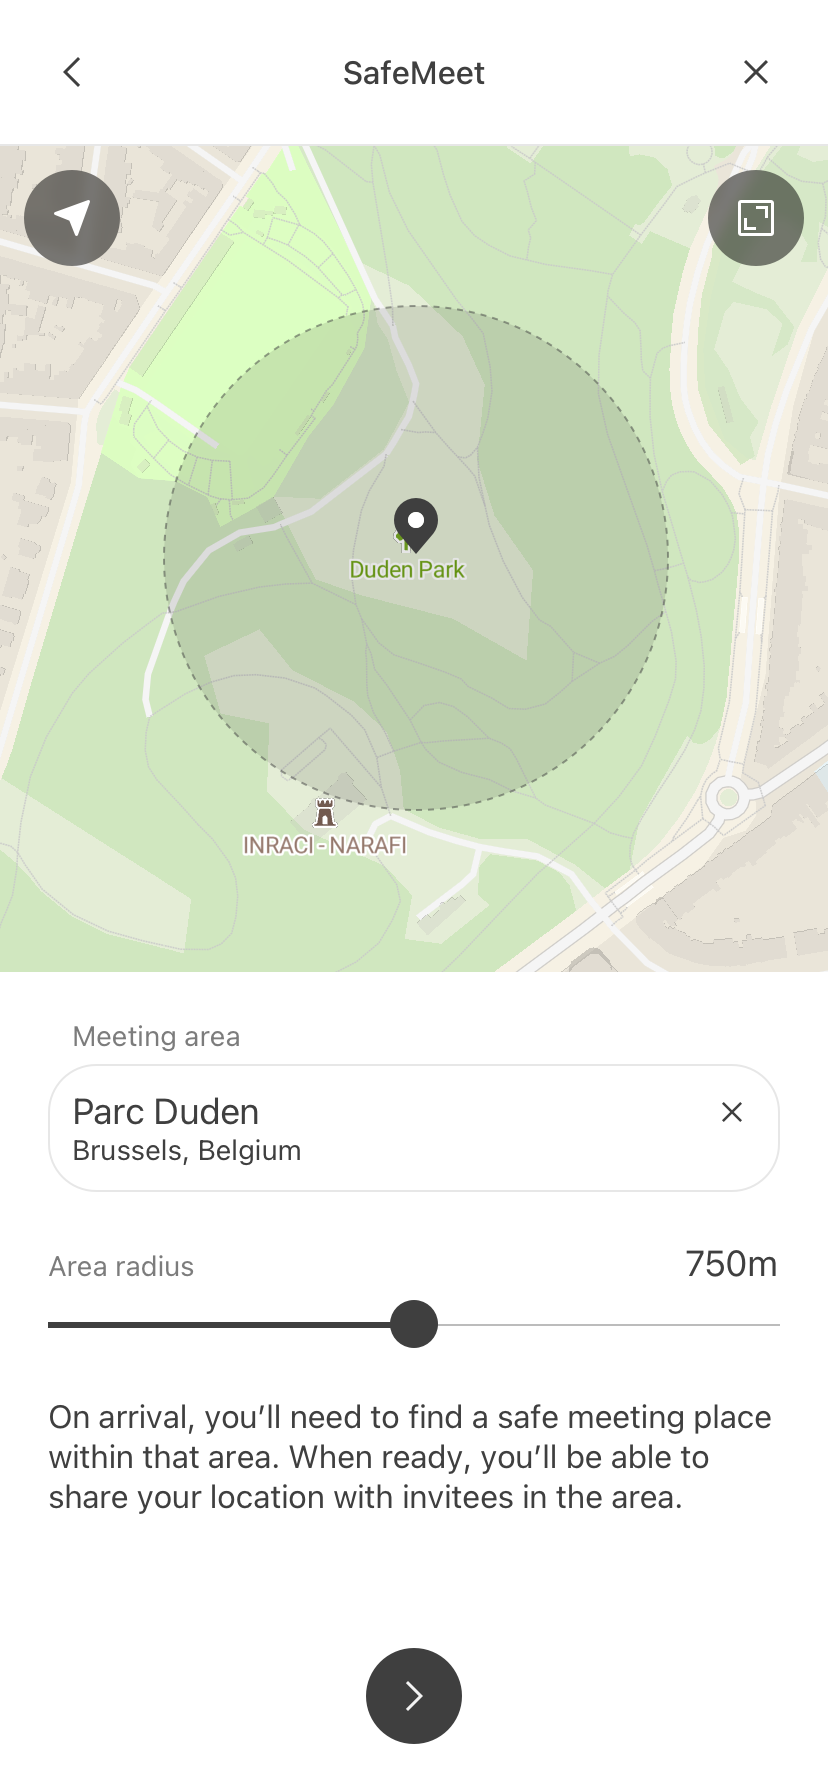 SafeMeet
Duden Park
INRACI - NARAFI
Meeting area
Parc Duden
Brussels, Belgium
Area radius
750m
On arrival, you’ll need to find a safe meeting place
within that area. When ready, you’ll be able to
share your location with invitees in the area.